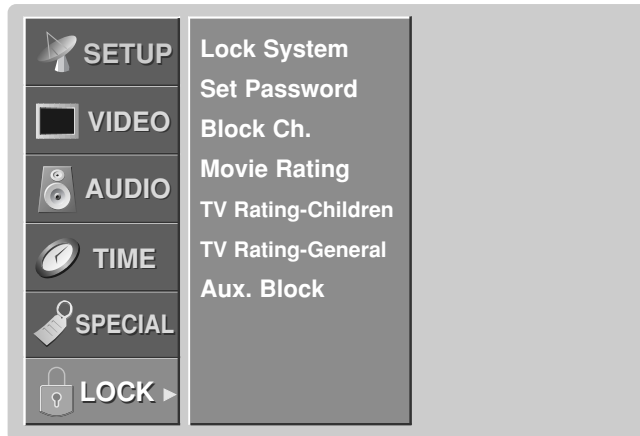 SETUP
VIDEO
AUDIO
TIME
SPECIAL
LOCK
Lock System
Set Password
Block Ch.
Movie Rating
TV Rating-Children
TV Rating-General
Aux. Block